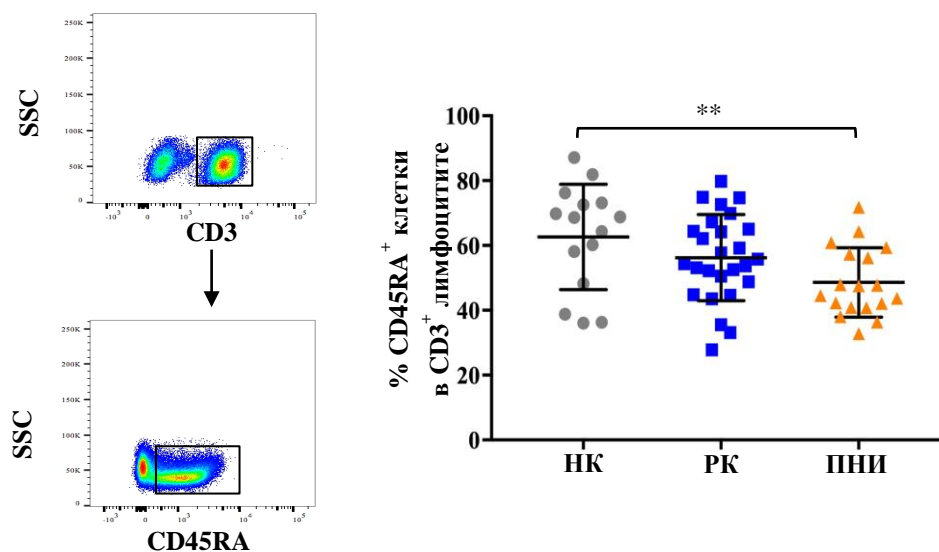 250K
200K
150K
100K
50K
0
SSC
-10³ 0 10³ 10⁴ 10⁵
CD3
250K
200K
150K
100K
50K
0
SSC
-10³ 0 10³ 10⁴ 10⁵
CD45RA
% CD45RA⁺ клетки
в CD3⁺ лимфоцитите
100
80
60
40
20
0
**
НК РК ПНИ